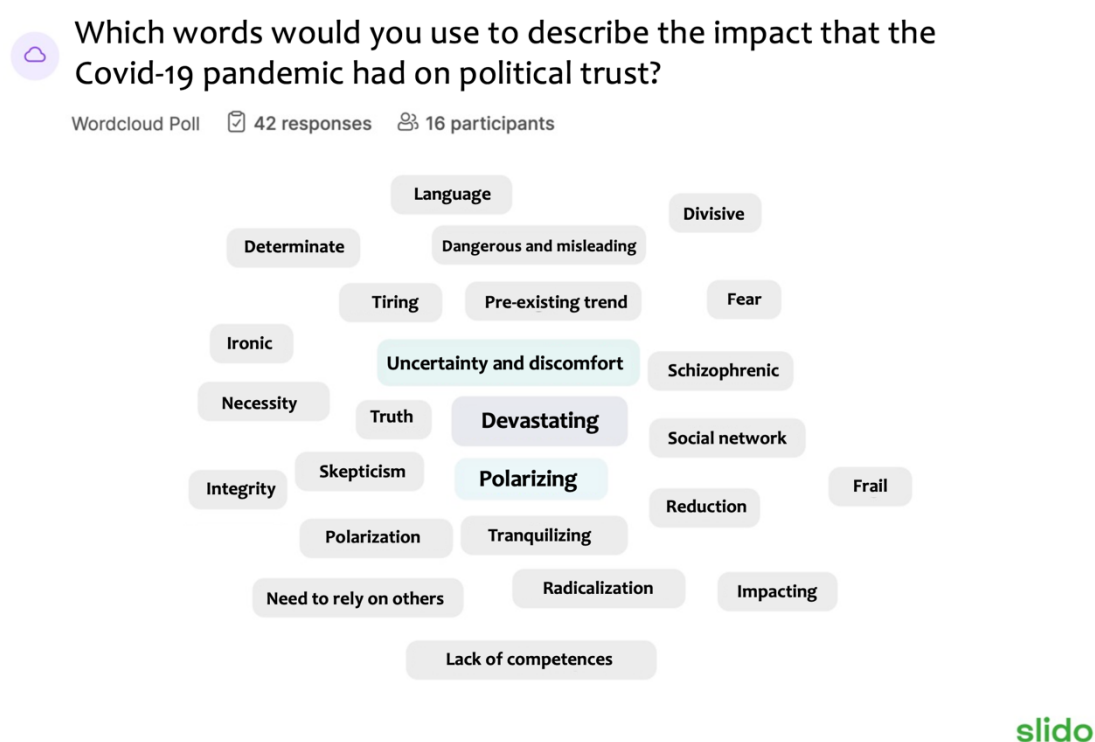 Which words would you use to describe the impact that the
Covid-19 pandemic had on political trust?
Wordcloud Poll 42 responses 16 participants
Language
Divisive
Determinate
Dangerous and misleading
Tiring
Pre-existing trend
Fear
Ironic
Uncertainty and discomfort
Schizophrenic
Necessity
Truth
Devastating
Social network
Skepticism
Polarizing
Integrity
Frail
Reduction
Polarization
Tranquilizing
Need to rely on others
Radicalization
Impacting
Lack of competences
slido